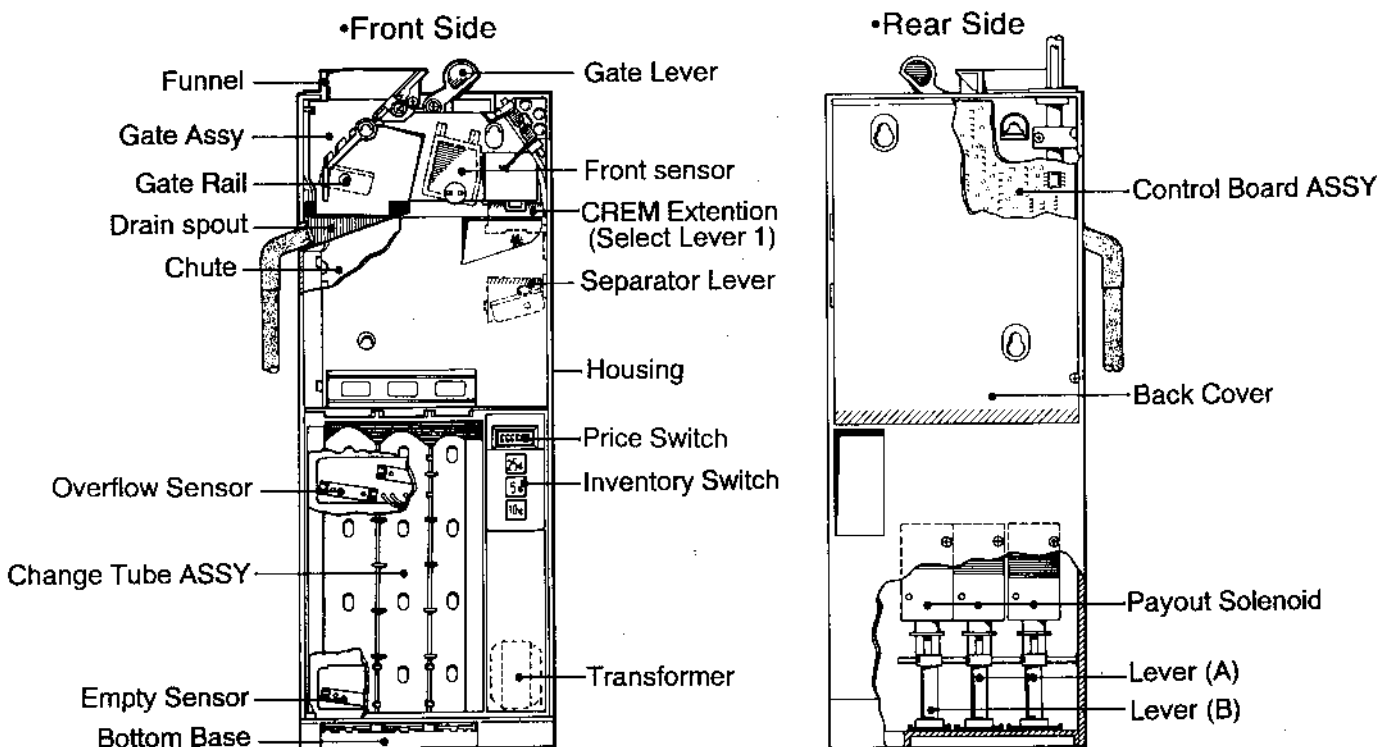 •Front Side
•Rear Side
Funnel
Gate Lever
Gate Assy
Front sensor
Gate Rail
CREM Extention
(Select Lever 1)
Drain spout
Chute
Separator Lever
Housing
Price Switch
25¢
5¢
10¢
Inventory Switch
Overflow Sensor
Change Tube ASSY
Transformer
Empty Sensor
Bottom Base
Control Board ASSY
Back Cover
Payout Solenoid
Lever (A)
Lever (B)